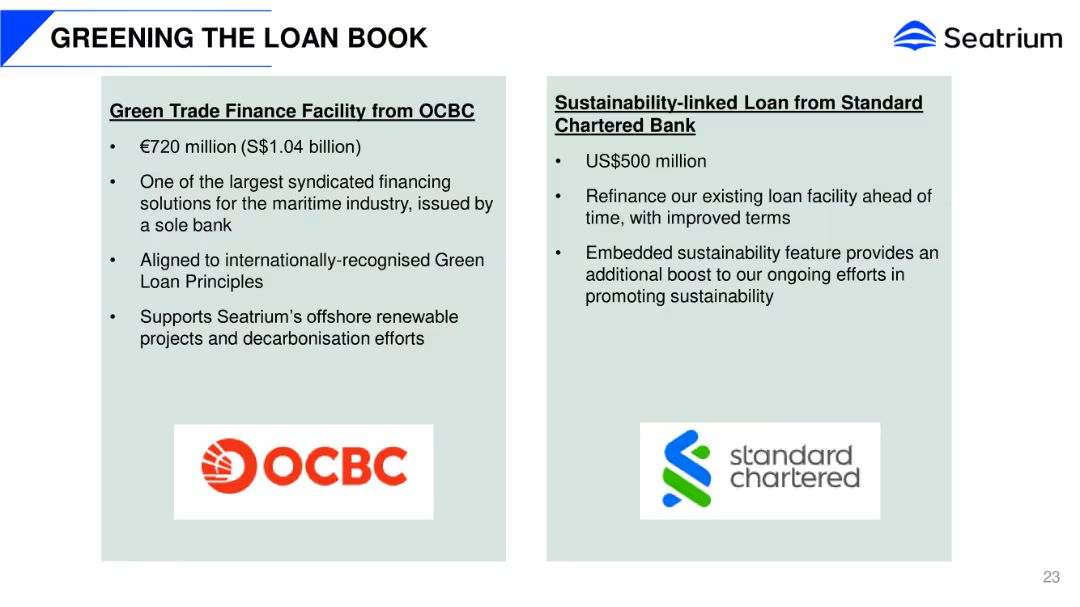 GREENING THE LOAN BOOK
Seatrium
Green Trade Finance Facility from OCBC
• €720 million (S$1.04 billion)
• One of the largest syndicated financing
solutions for the maritime industry, issued by
a sole bank
• Aligned to internationally-recognised Green
Loan Principles
• Supports Seatrium’s offshore renewable
projects and decarbonisation efforts
OCBC
Sustainability-linked Loan from Standard
Chartered Bank
• US$500 million
• Refinance our existing loan facility ahead of
time, with improved terms
• Embedded sustainability feature provides an
additional boost to our ongoing efforts in
promoting sustainability
standard
chartered
23